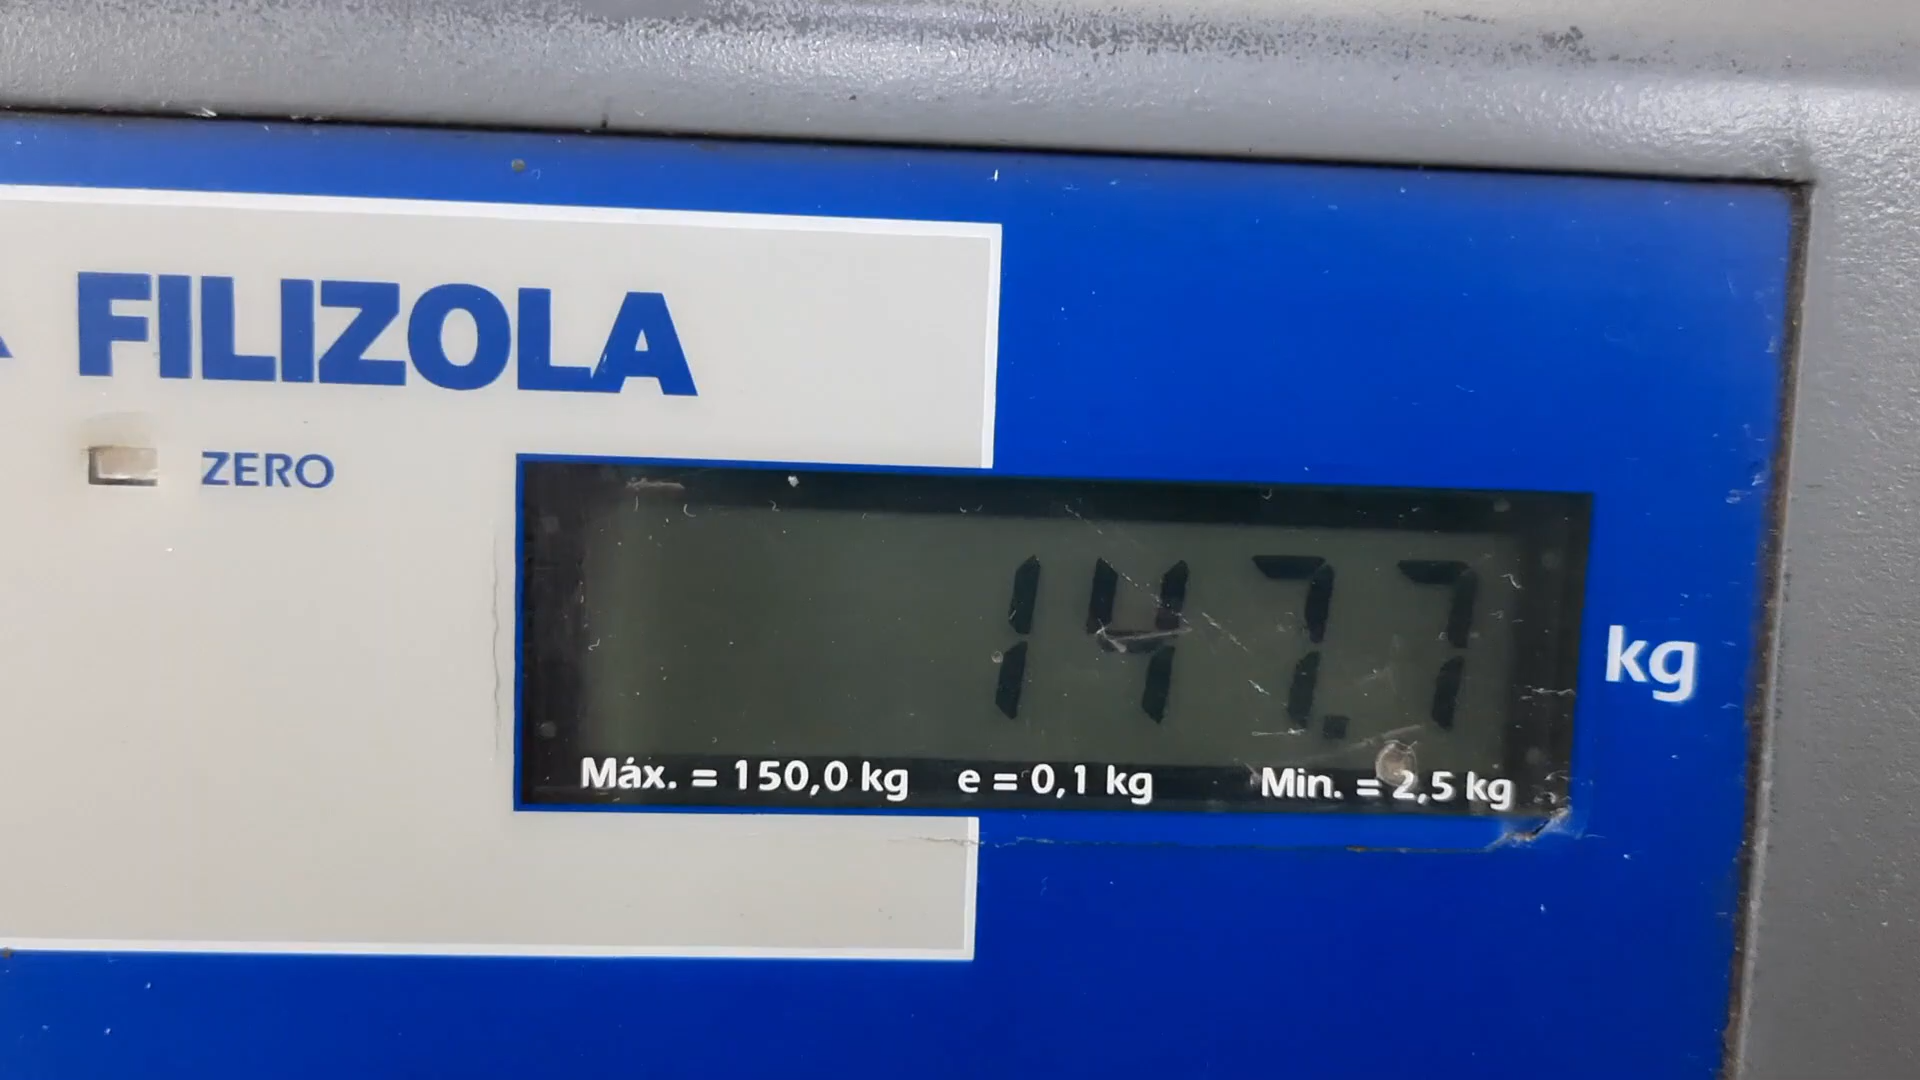 FILIZOLA
ZERO
147.7
kg
Máx. = 150,0 kg e = 0,1 kg Min. = 2,5 kg